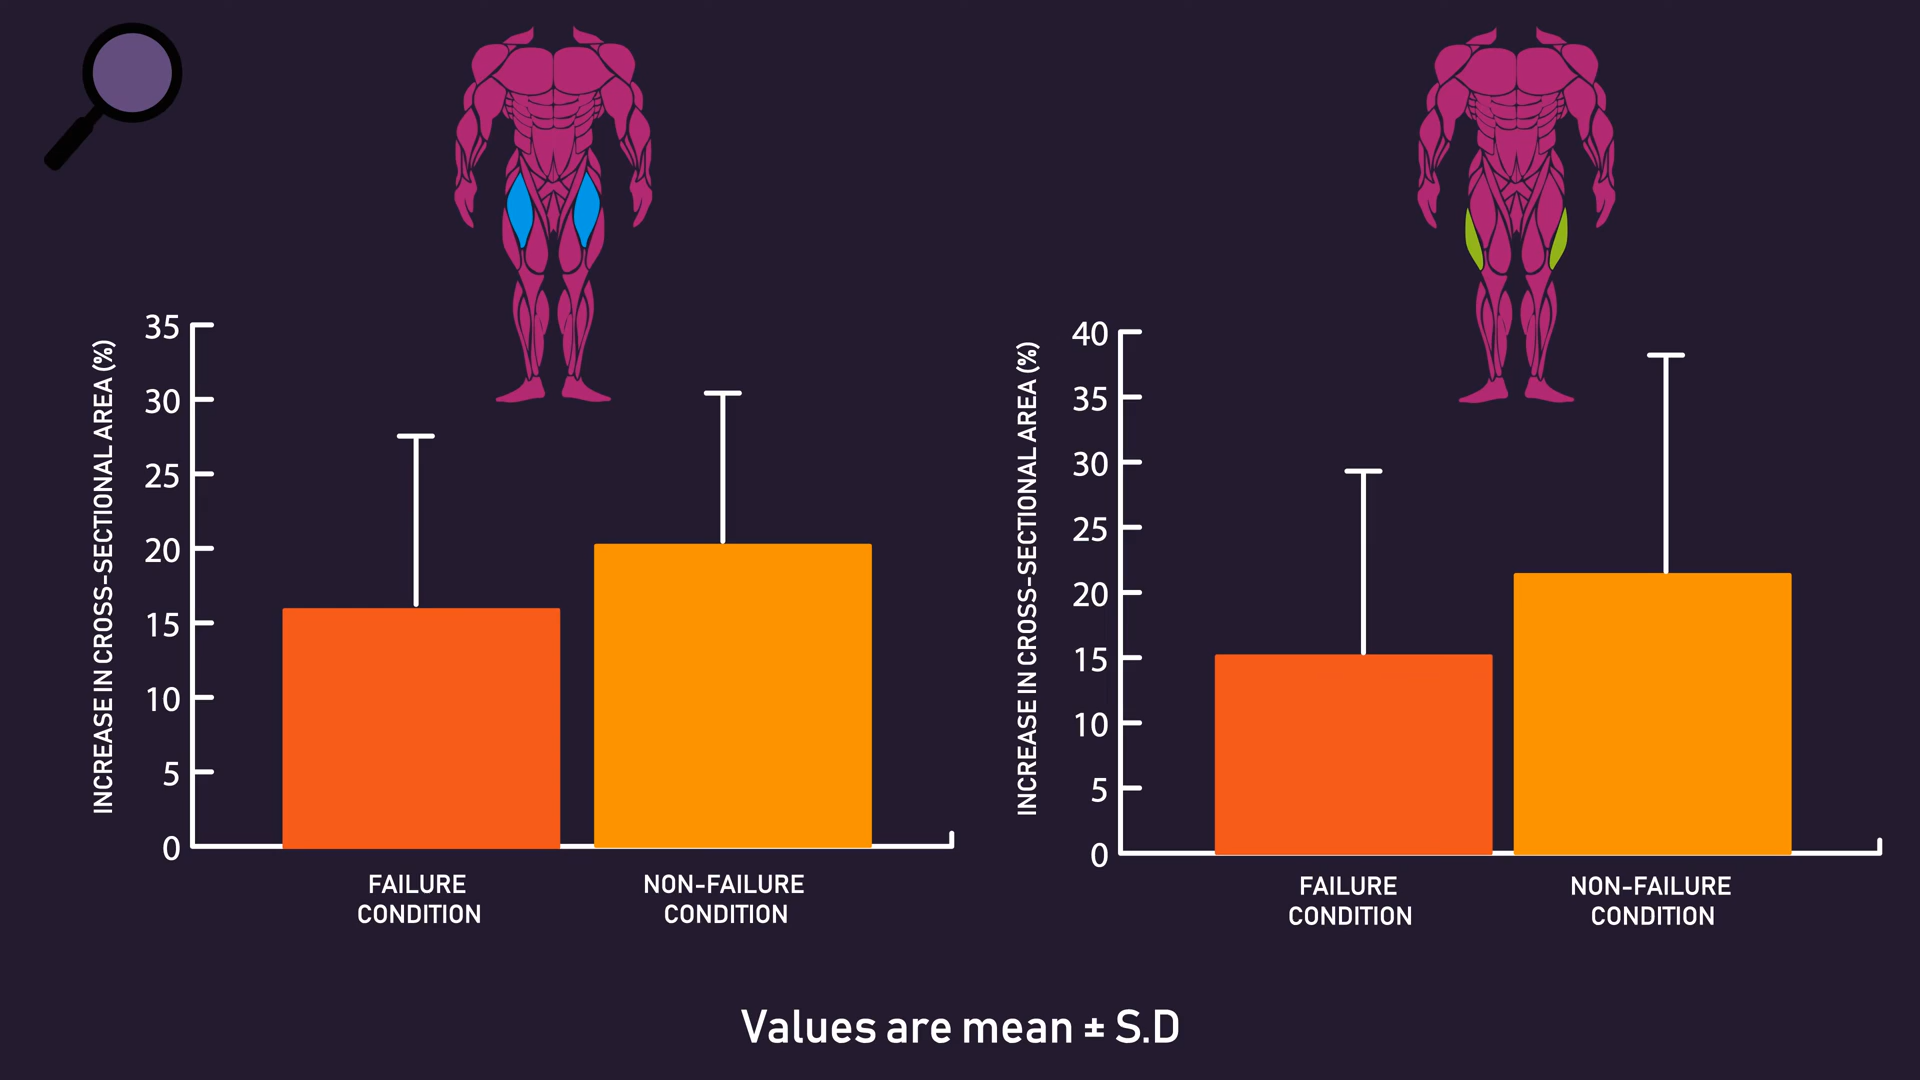 INCREASE IN CROSS-SECTIONAL AREA (%)
35
30
25
20
15
10
5
0
FAILURE
CONDITION
NON-FAILURE
CONDITION
INCREASE IN CROSS-SECTIONAL AREA (%)
40
35
30
25
20
15
10
5
0
FAILURE
CONDITION
NON-FAILURE
CONDITION
Values are mean ± S.D